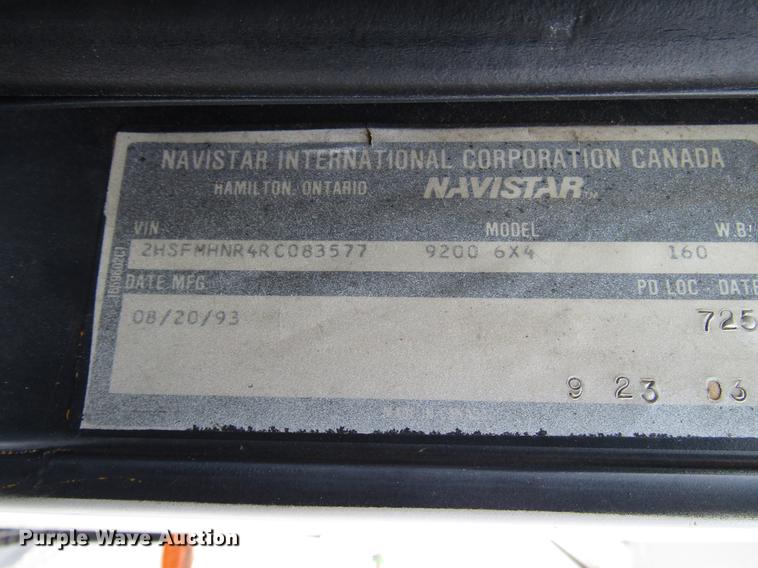 NAVISTAR INTERNATIONAL CORPORATION CANADA
HAMILTON, ONTARIO NAVISTAR™
VIN MODEL W.B.
2HSFMHNR4RC083577 9200 6X4 160
DATE MFG PD LOC - DATE
08/20/93 725
9 23 03
Purple Wave Auction